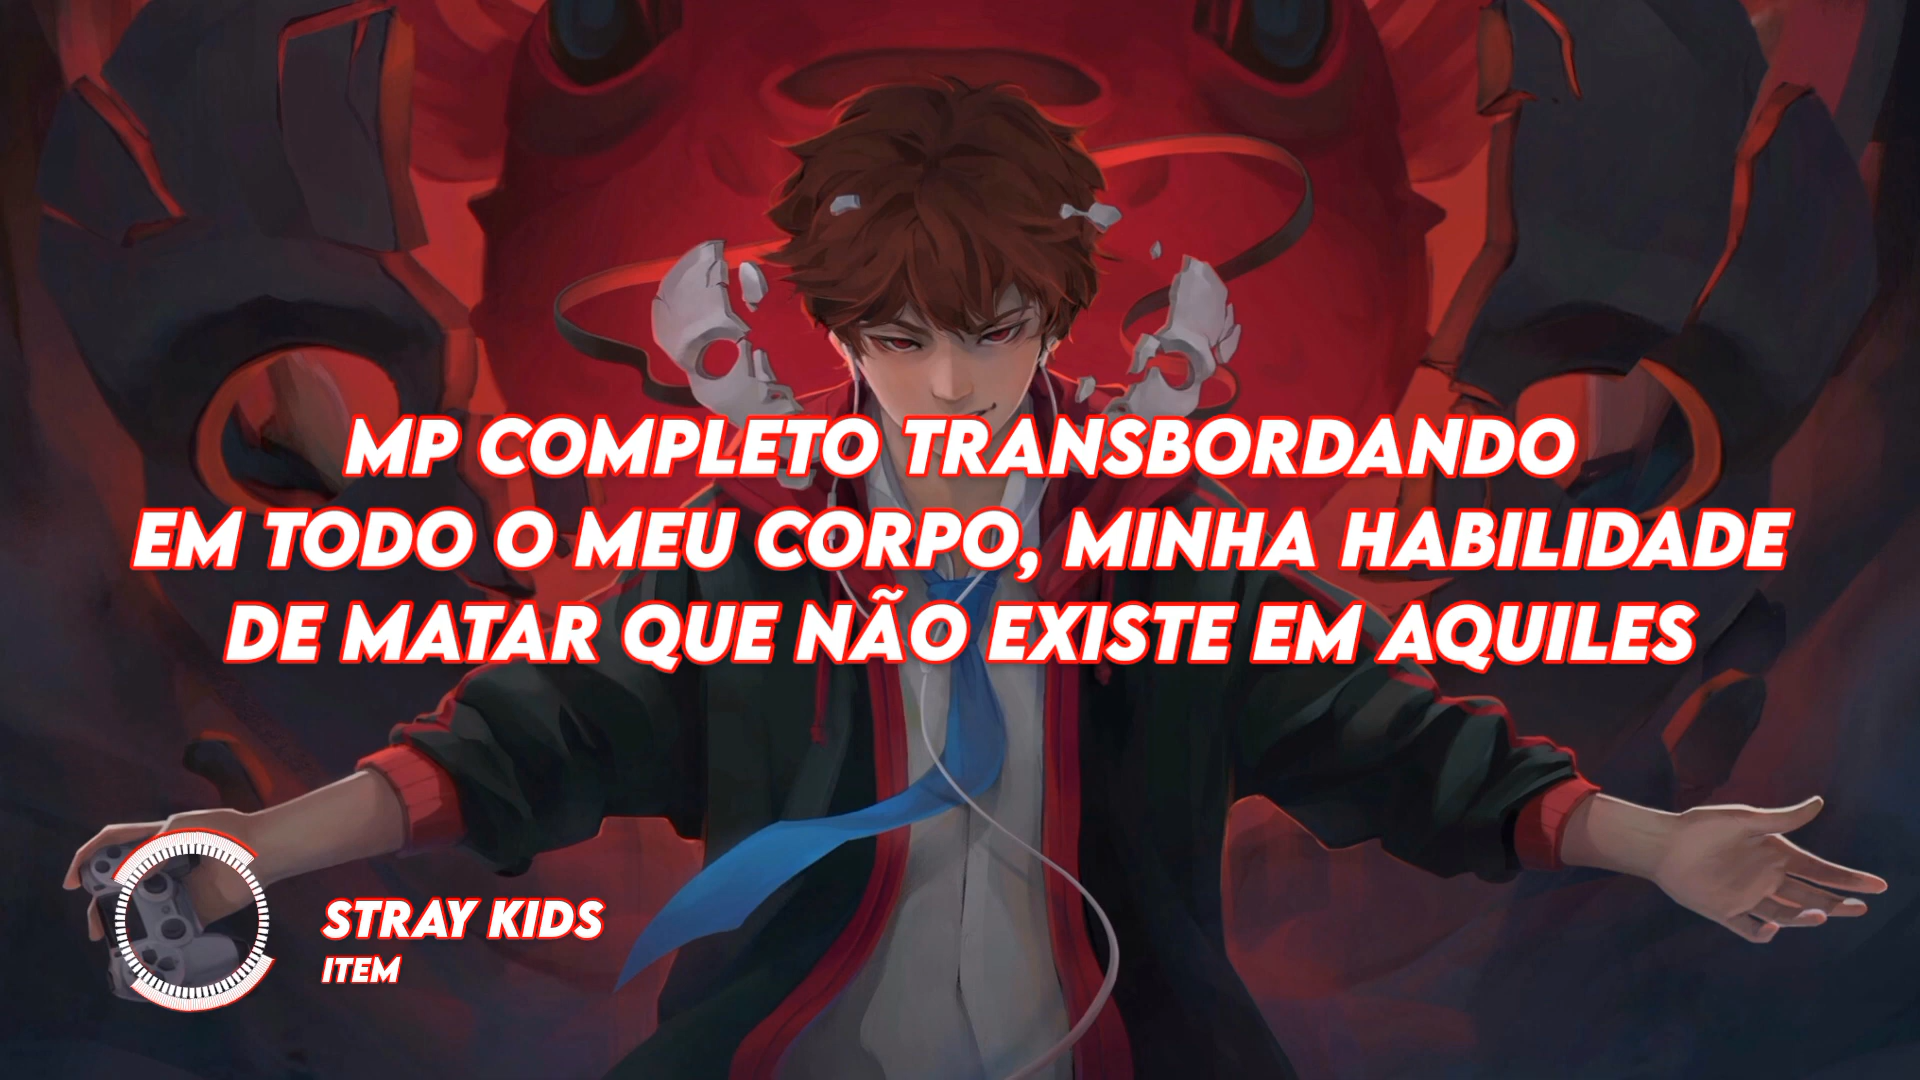 MP COMPLETO TRANSBORDANDO
EM TODO O MEU CORPO, MINHA HABILIDADE
DE MATAR QUE NÃO EXISTE EM AQUILES
STRAY KIDS
ITEM